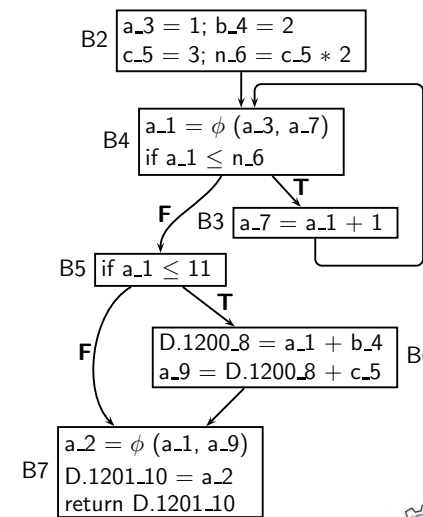 B2
a_3 = 1; b_4 = 2
c_5 = 3; n_6 = c_5 * 2
B4
a_1 = ϕ (a_3, a_7)
if a_1 ≤ n_6
F
T
B3
a_7 = a_1 + 1
B5
if a_1 ≤ 11
F
T
D.1200_8 = a_1 + b_4
a_9 = D.1200_8 + c_5
B7
a_2 = ϕ (a_1, a_9)
D.1201_10 = a_2
return D.1201_10